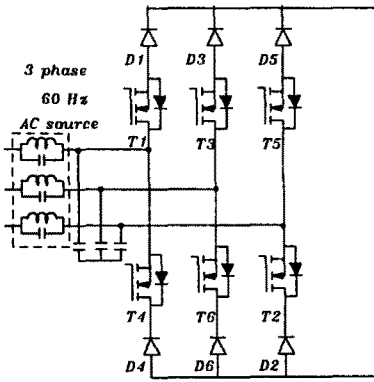 D1 D3 D5
3 phase
60 Hz
AC source
T1 T3 T5
T4 T6 T2
D4 D6 D2